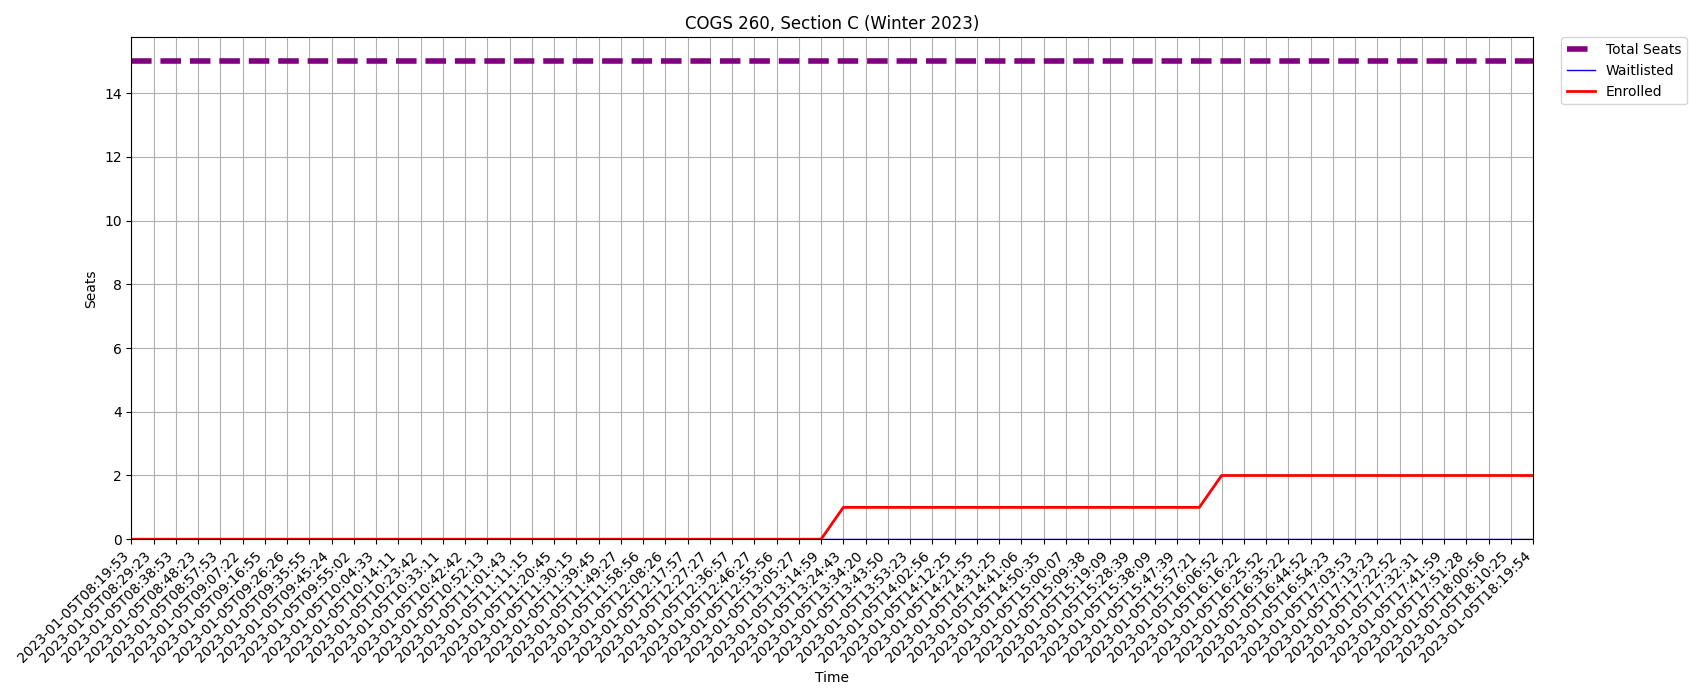 COGS 260, Section C (Winter 2023)
Total Seats
Waitlisted
Enrolled
Seats
14
12
10
8
6
4
2
0
2023-01-05T08:19:53
2023-01-05T08:29:23
2023-01-05T08:38:53
2023-01-05T08:48:23
2023-01-05T08:57:53
2023-01-05T09:07:22
2023-01-05T09:16:55
2023-01-05T09:26:26
2023-01-05T09:35:55
2023-01-05T09:45:24
2023-01-05T09:55:02
2023-01-05T10:04:33
2023-01-05T10:14:11
2023-01-05T10:23:42
2023-01-05T10:33:11
2023-01-05T10:42:42
2023-01-05T10:52:13
2023-01-05T11:01:43
2023-01-05T11:11:15
2023-01-05T11:20:45
2023-01-05T11:30:15
2023-01-05T11:39:45
2023-01-05T11:49:27
2023-01-05T11:58:56
2023-01-05T12:08:26
2023-01-05T12:17:57
2023-01-05T12:27:27
2023-01-05T12:36:57
2023-01-05T12:46:27
2023-01-05T12:55:56
2023-01-05T13:05:27
2023-01-05T13:14:59
2023-01-05T13:24:43
2023-01-05T13:34:20
2023-01-05T13:43:50
2023-01-05T13:53:23
2023-01-05T14:02:56
2023-01-05T14:12:25
2023-01-05T14:21:55
2023-01-05T14:31:25
2023-01-05T14:41:06
2023-01-05T14:50:35
2023-01-05T15:00:07
2023-01-05T15:09:38
2023-01-05T15:19:09
2023-01-05T15:28:39
2023-01-05T15:38:09
2023-01-05T15:47:39
2023-01-05T15:57:21
2023-01-05T16:06:52
2023-01-05T16:16:22
2023-01-05T16:25:52
2023-01-05T16:35:22
2023-01-05T16:44:52
2023-01-05T16:54:23
2023-01-05T17:03:53
2023-01-05T17:13:23
2023-01-05T17:22:52
2023-01-05T17:32:31
2023-01-05T17:41:59
2023-01-05T17:51:28
2023-01-05T18:00:56
2023-01-05T18:10:25
2023-01-05T18:19:54
Time